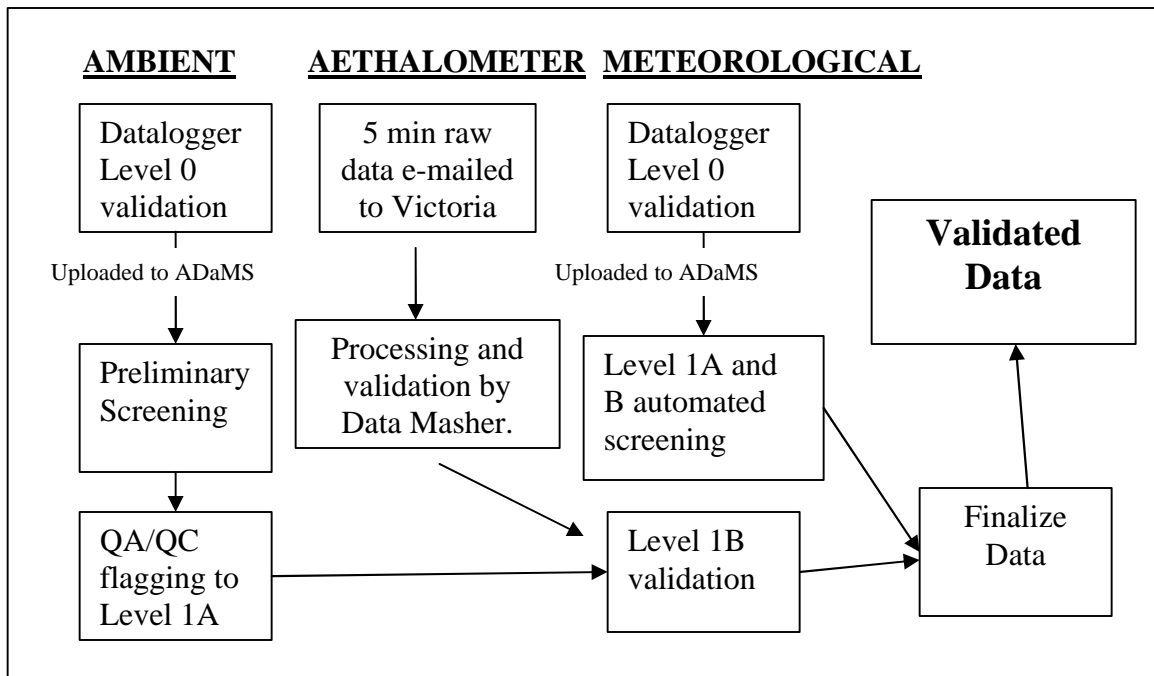 AMBIENT
AETHALOMETER
METEOROLOGICAL
Datalogger
Level 0
validation
5 min raw
data e-mailed
to Victoria
Datalogger
Level 0
validation
Validated
Data
Uploaded to ADaMS
Uploaded to ADaMS
Preliminary
Screening
Processing and
validation by
Data Masher.
Level 1A and
B automated
screening
QA/QC
flagging to
Level 1A
Level 1B
validation
Finalize
Data